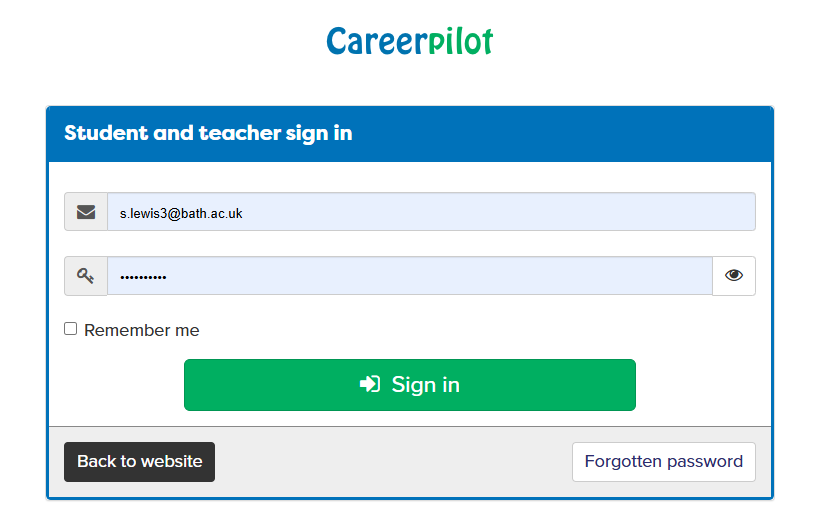 Careerpilot
Student and teacher sign in
s.lewis3@bath.ac.uk
••••••••••
Remember me
Sign in
Back to website
Forgotten password